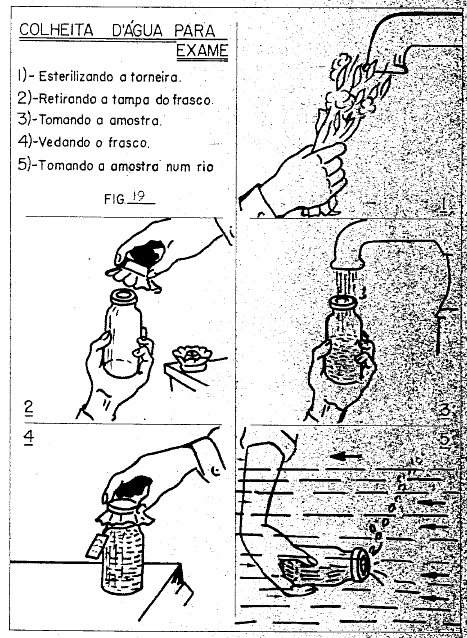 COLHEITA D'ÁGUA PARA
EXAME
1)- Esterilizando a torneira.
2)-Retirando a tampa do frasco.
3)-Tomando a amostra.
4)-Vedando o frasco.
5)-Tomando a amostra num rio
FIG 19
1
2
3
4
5